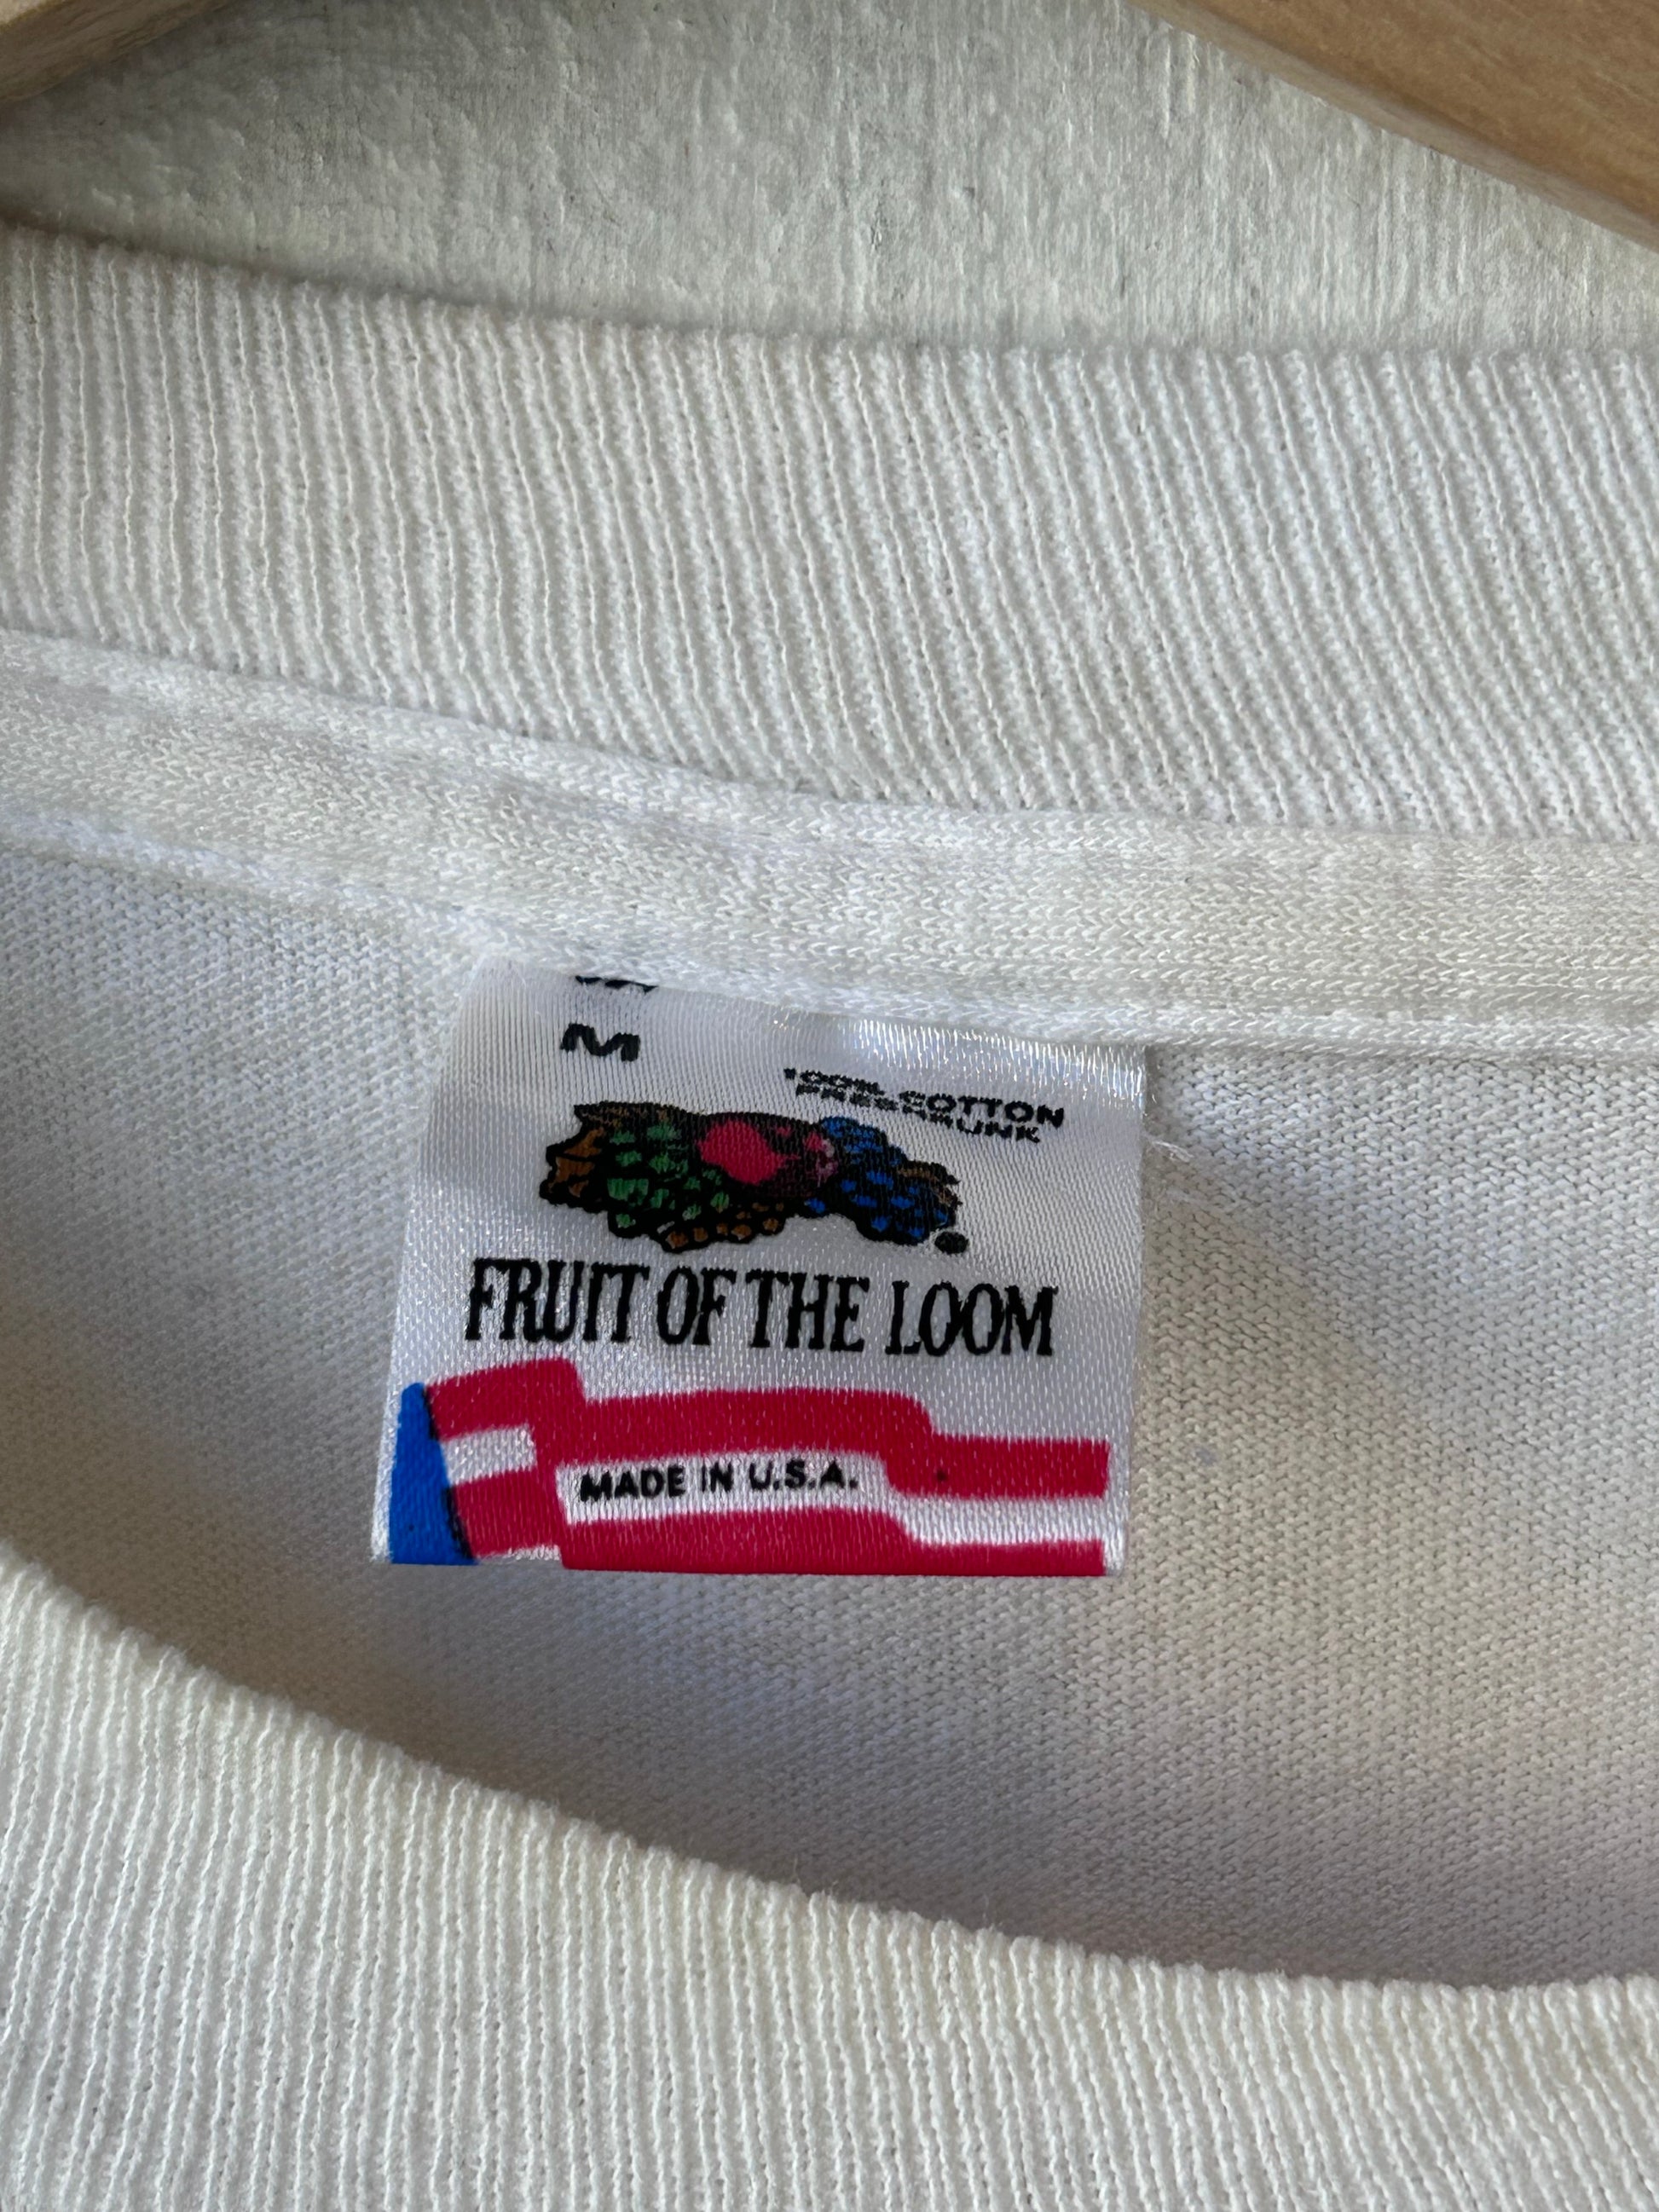 M
100% COTTON
PRESHRUNK
FRUIT OF THE LOOM
MADE IN U.S.A.